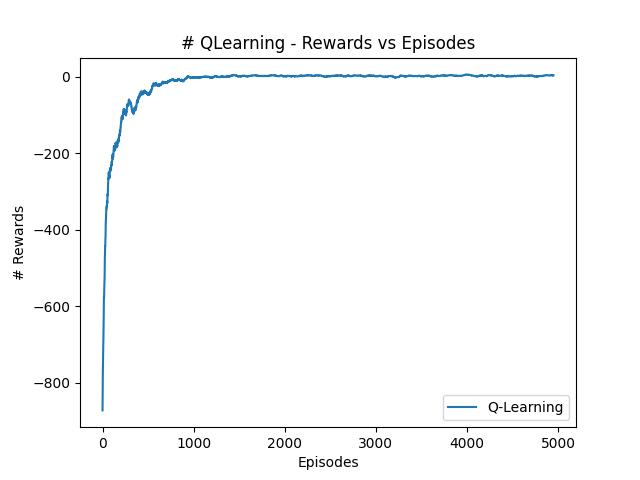 # QLearning - Rewards vs Episodes
0
−200
−400
−600
−800
# Rewards
Q-Learning
0 1000 2000 3000 4000 5000
Episodes